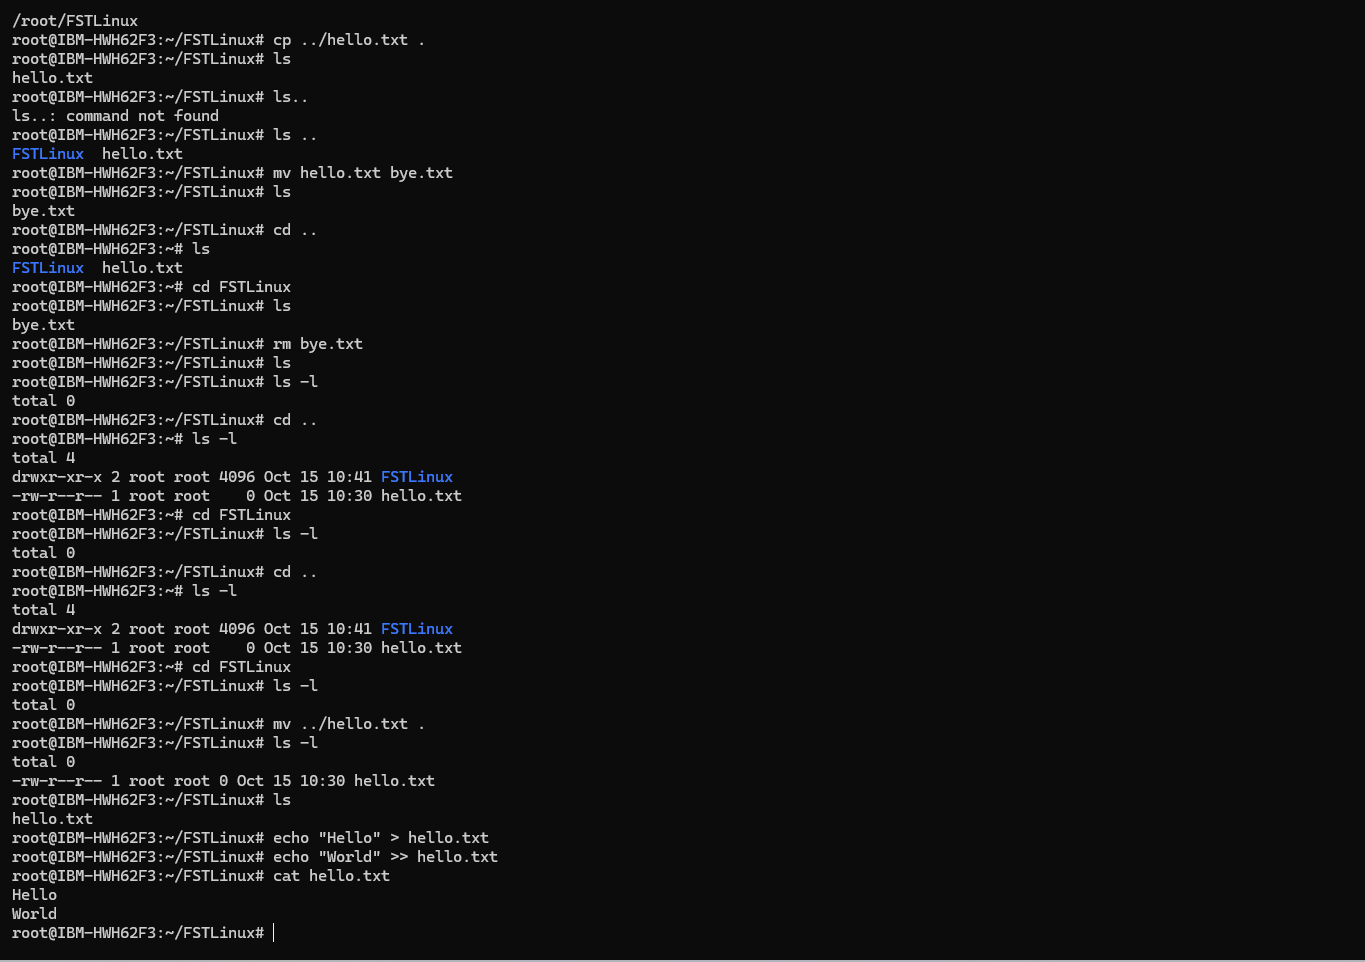 /root/FSTLinux
root@IBM-HWH62F3:~/FSTLinux# cp ../hello.txt .
root@IBM-HWH62F3:~/FSTLinux# ls
hello.txt
root@IBM-HWH62F3:~/FSTLinux# ls..
ls..: command not found
root@IBM-HWH62F3:~/FSTLinux# ls ..
FSTLinux  hello.txt
root@IBM-HWH62F3:~/FSTLinux# mv hello.txt bye.txt
root@IBM-HWH62F3:~/FSTLinux# ls
bye.txt
root@IBM-HWH62F3:~/FSTLinux# cd ..
root@IBM-HWH62F3:~# ls
FSTLinux  hello.txt
root@IBM-HWH62F3:~# cd FSTLinux
root@IBM-HWH62F3:~/FSTLinux# ls
bye.txt
root@IBM-HWH62F3:~/FSTLinux# rm bye.txt
root@IBM-HWH62F3:~/FSTLinux# ls
root@IBM-HWH62F3:~/FSTLinux# ls -l
total 0
root@IBM-HWH62F3:~/FSTLinux# cd ..
root@IBM-HWH62F3:~# ls -l
total 4
drwxr-xr-x 2 root root 4096 Oct 15 10:41 FSTLinux
-rw-r--r-- 1 root root    0 Oct 15 10:30 hello.txt
root@IBM-HWH62F3:~# cd FSTLinux
root@IBM-HWH62F3:~/FSTLinux# ls -l
total 0
root@IBM-HWH62F3:~/FSTLinux# cd ..
root@IBM-HWH62F3:~# ls -l
total 4
drwxr-xr-x 2 root root 4096 Oct 15 10:41 FSTLinux
-rw-r--r-- 1 root root    0 Oct 15 10:30 hello.txt
root@IBM-HWH62F3:~# cd FSTLinux
root@IBM-HWH62F3:~/FSTLinux# ls -l
total 0
root@IBM-HWH62F3:~/FSTLinux# mv ../hello.txt .
root@IBM-HWH62F3:~/FSTLinux# ls -l
total 0
-rw-r--r-- 1 root root 0 Oct 15 10:30 hello.txt
root@IBM-HWH62F3:~/FSTLinux# ls
hello.txt
root@IBM-HWH62F3:~/FSTLinux# echo "Hello" > hello.txt
root@IBM-HWH62F3:~/FSTLinux# echo "World" >> hello.txt
root@IBM-HWH62F3:~/FSTLinux# cat hello.txt
Hello
World
root@IBM-HWH62F3:~/FSTLinux#